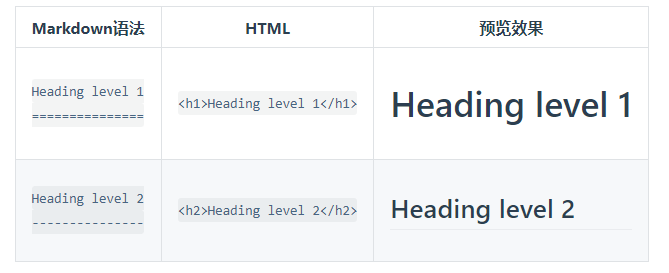 Markdown语法 HTML 预览效果
Heading level 1
===============
<h1>Heading level 1</h1>
Heading level 1
Heading level 2
---------------
<h2>Heading level 2</h2>
Heading level 2